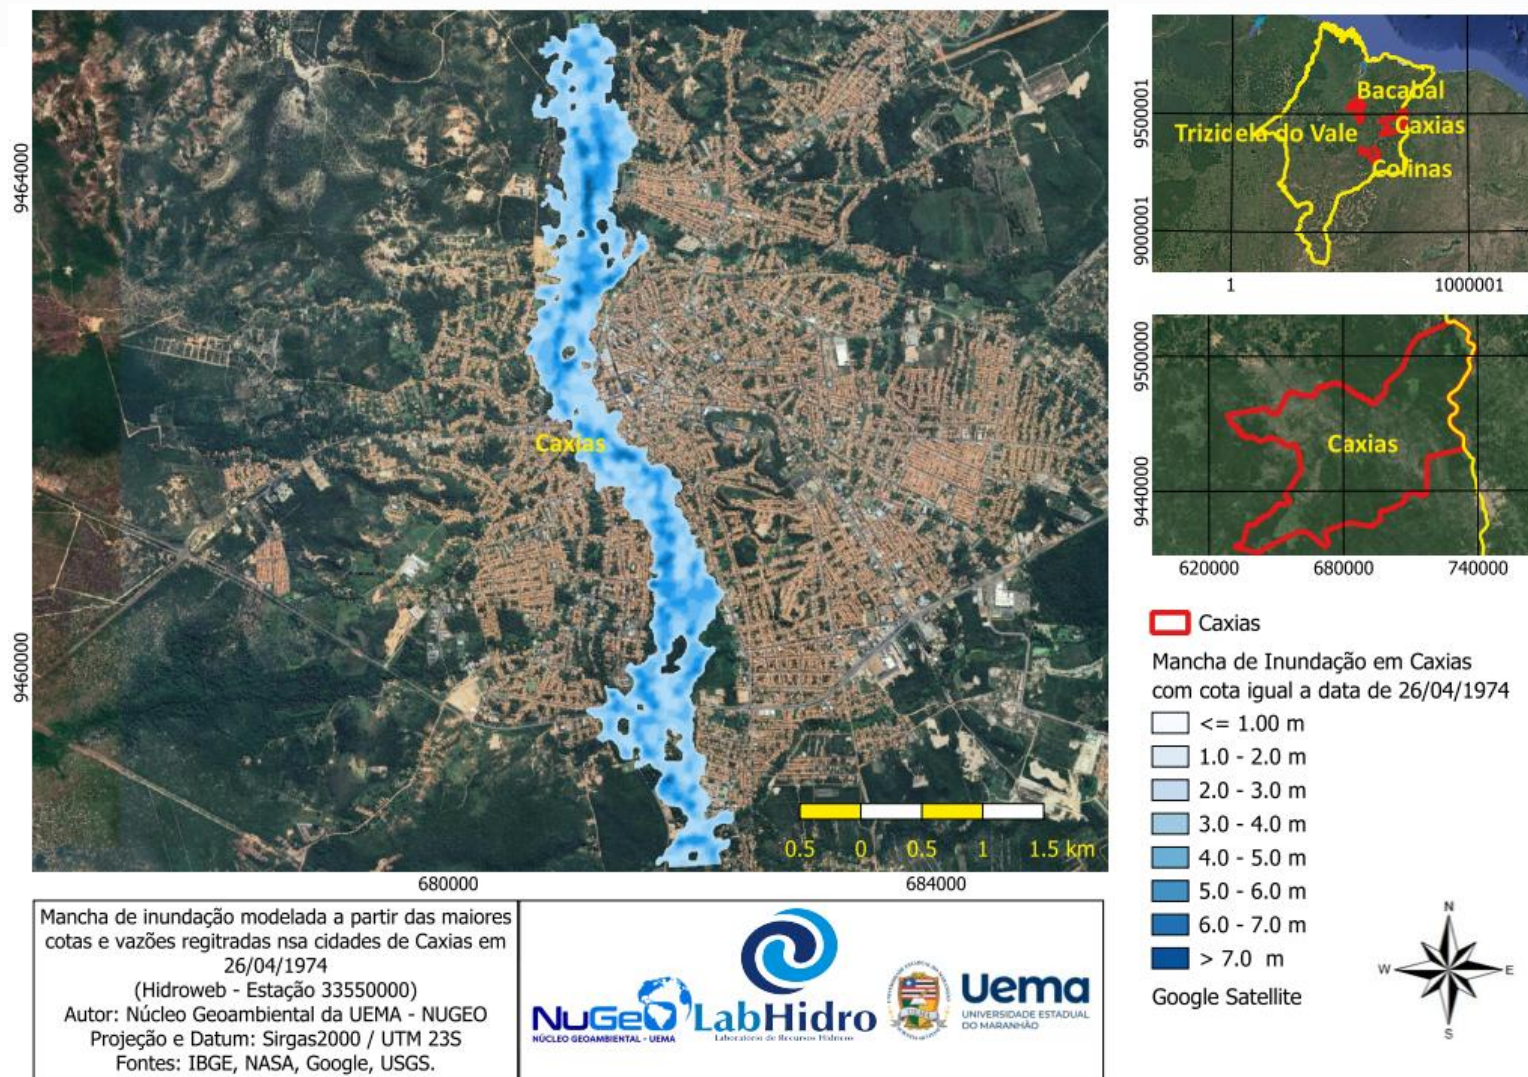 9464000
9460000
680000
684000
Caxias
0.5 0 0.5 1 1.5 km
Bacabal
Trizidela do Vale
Caxias
Colinas
9500001
9000001
1
1000001
9500000
9440000
Caxias
620000
680000
740000
Caxias
Mancha de Inundação em Caxias
com cota igual a data de 26/04/1974
<= 1.00 m
1.0 - 2.0 m
2.0 - 3.0 m
3.0 - 4.0 m
4.0 - 5.0 m
5.0 - 6.0 m
6.0 - 7.0 m
> 7.0 m
Google Satellite
N
W
E
S
Mancha de inundação modelada a partir das maiores
cotas e vazões regitradas nsa cidades de Caxias em
26/04/1974
(Hidroweb - Estação 33550000)
Autor: Núcleo Geoambiental da UEMA - NUGEO
Projeção e Datum: Sirgas2000 / UTM 23S
Fontes: IBGE, NASA, Google, USGS.
NuGeO
NÚCLEO GEOAMBIENTAL - UEMA
LabHidro
Laboratório de Recursos Hídricos
Uema
UNIVERSIDADE ESTADUAL
DO MARANHÃO